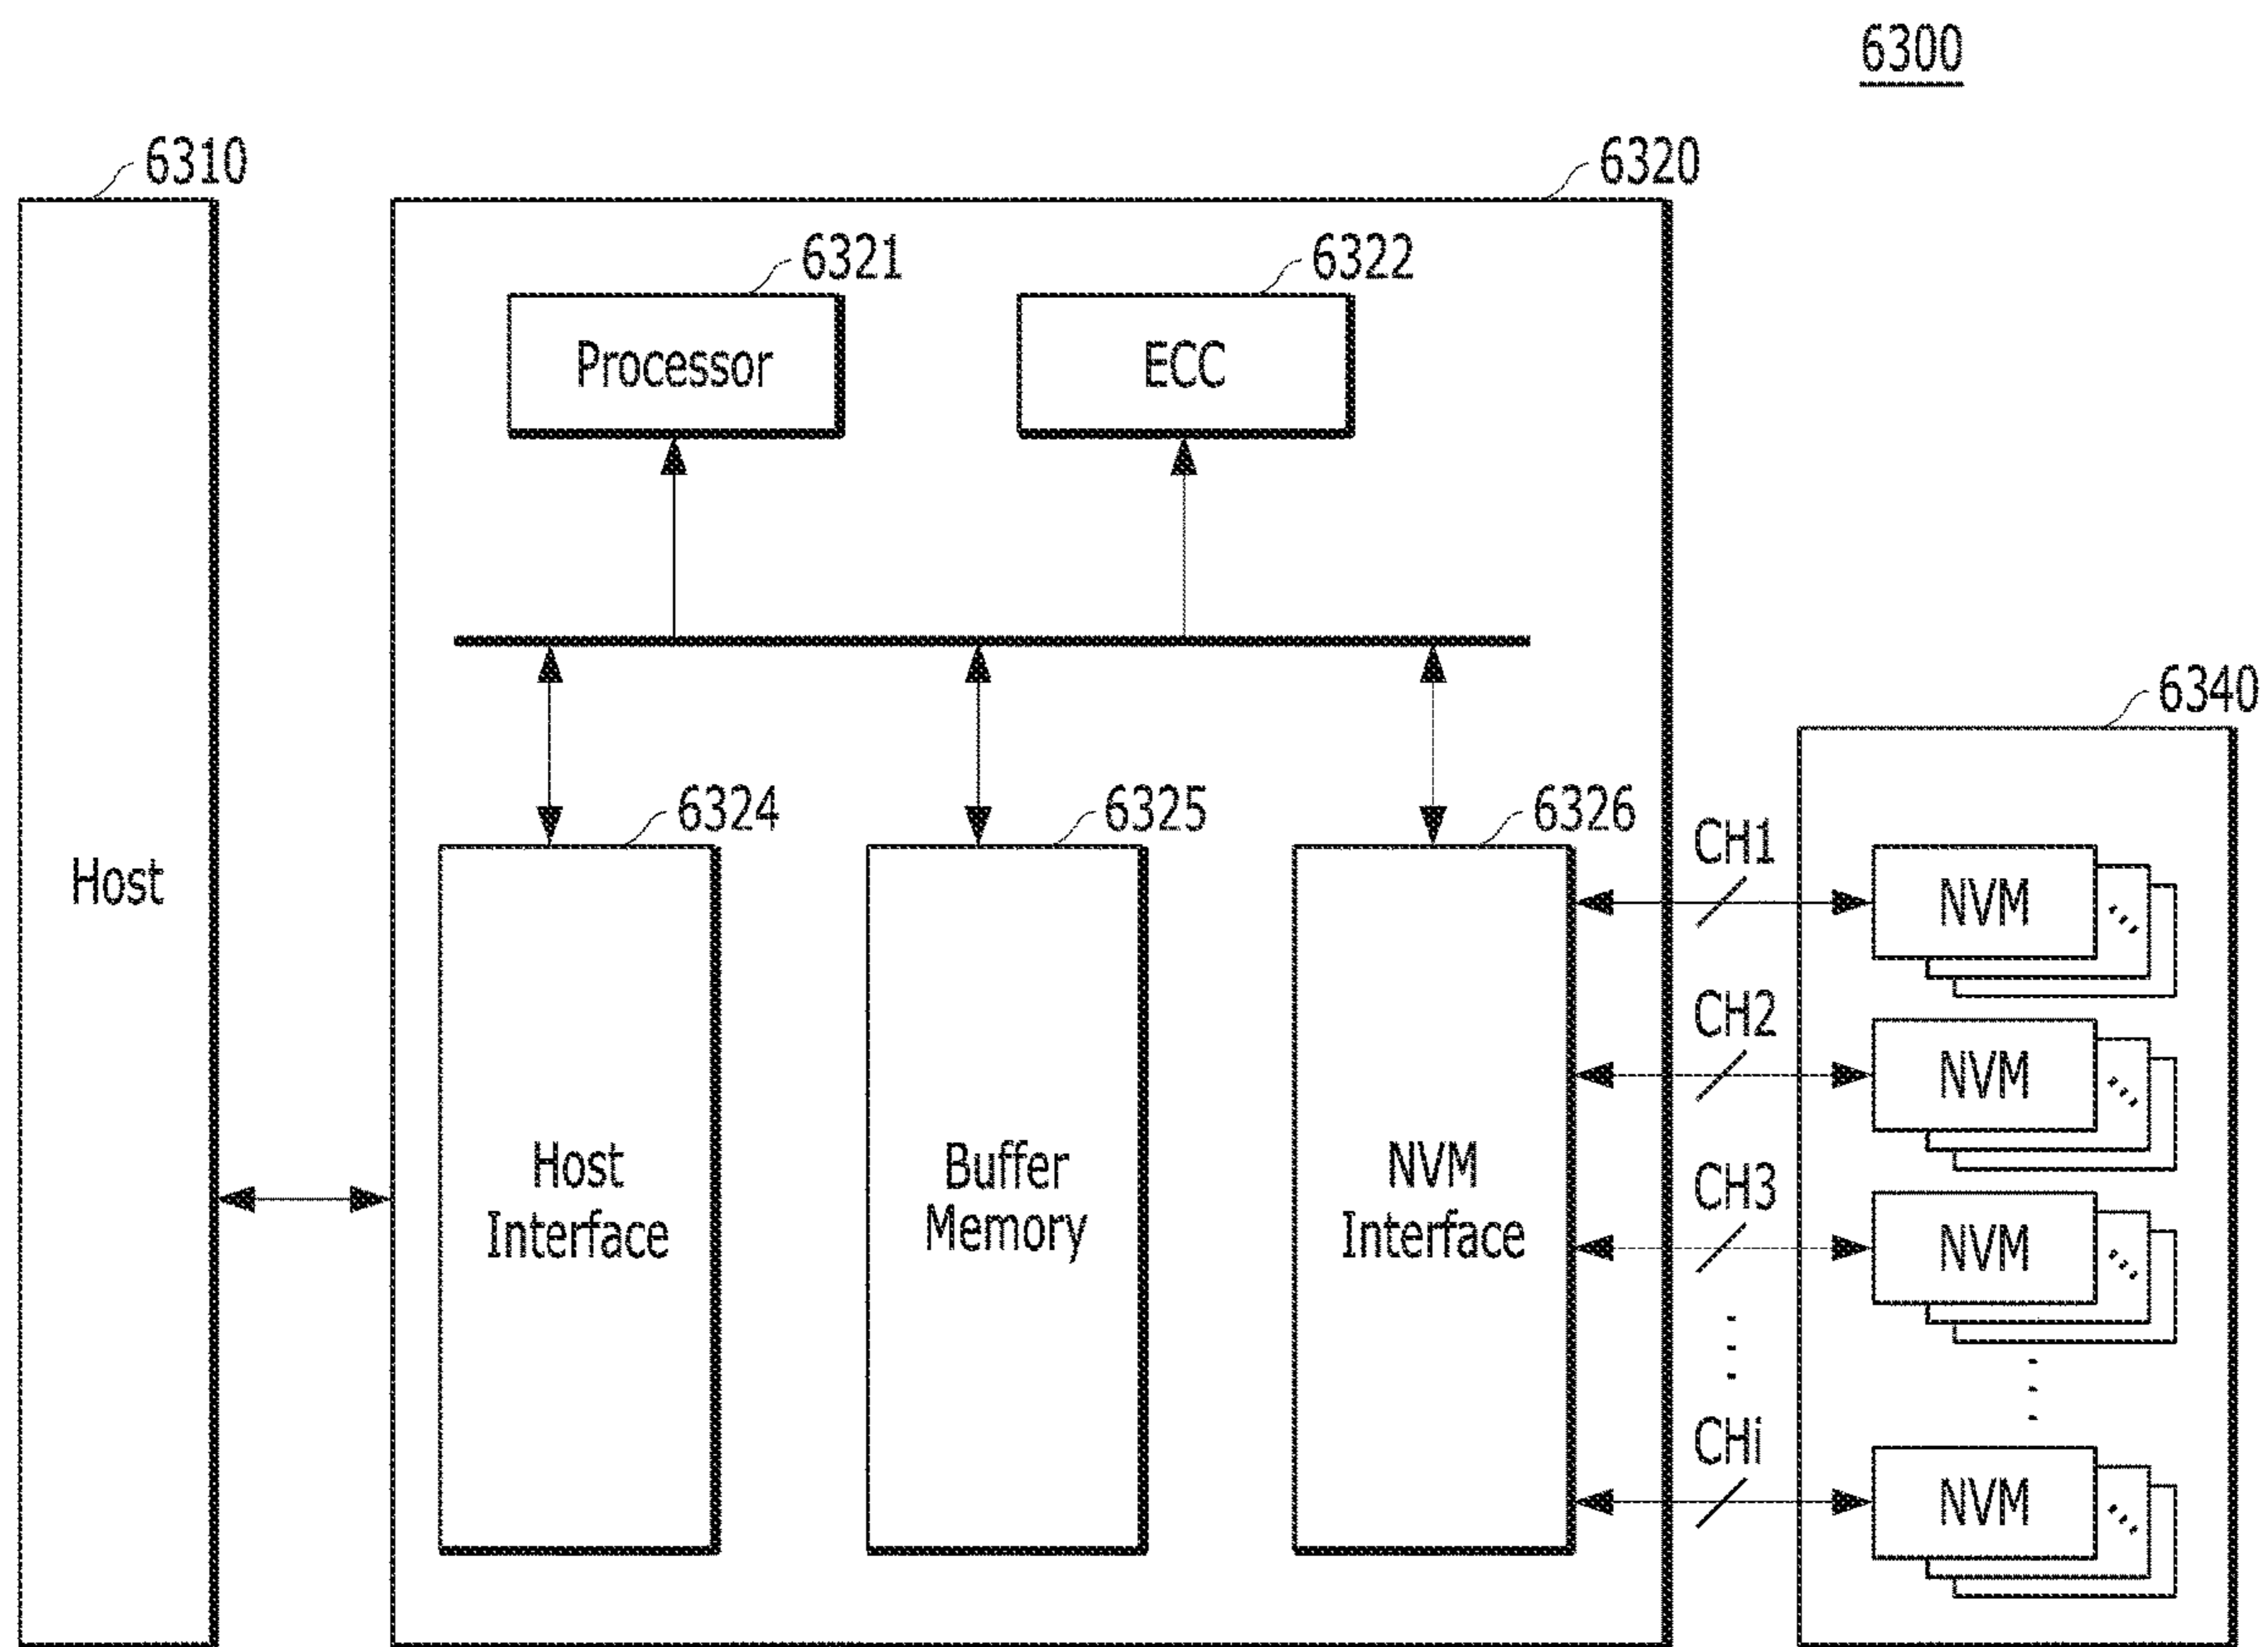 6300
6310
6320
6321
6322
Processor
ECC
6340
6324
6325
6326
Host
CH1
NVM
CH2
NVM
Host
Interface
Buffer
Memory
NVM
Interface
CH3
NVM
CHi
NVM